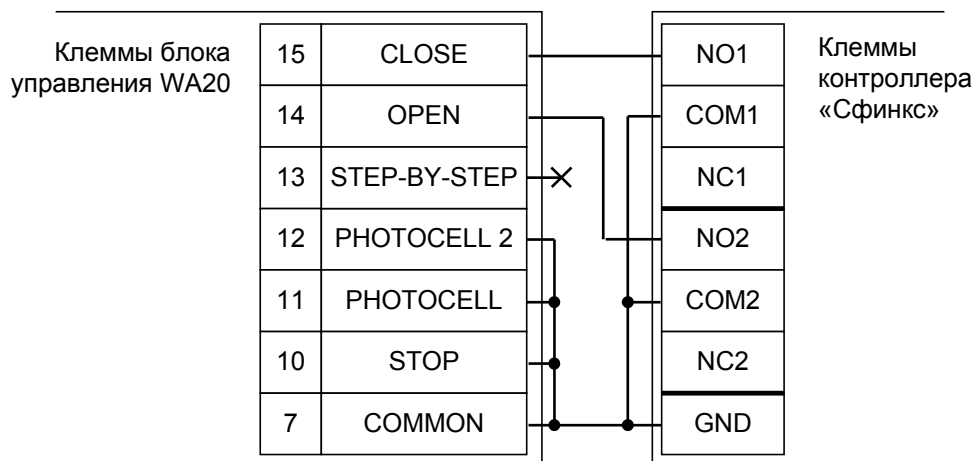 Клеммы блока
управления WA20
15 CLOSE
14 OPEN
13 STEP-BY-STEP
12 PHOTOCELL 2
11 PHOTOCELL
10 STOP
7 COMMON
NO1
COM1
NC1
NO2
COM2
NC2
GND
Клеммы
контроллера
«Сфинкс»